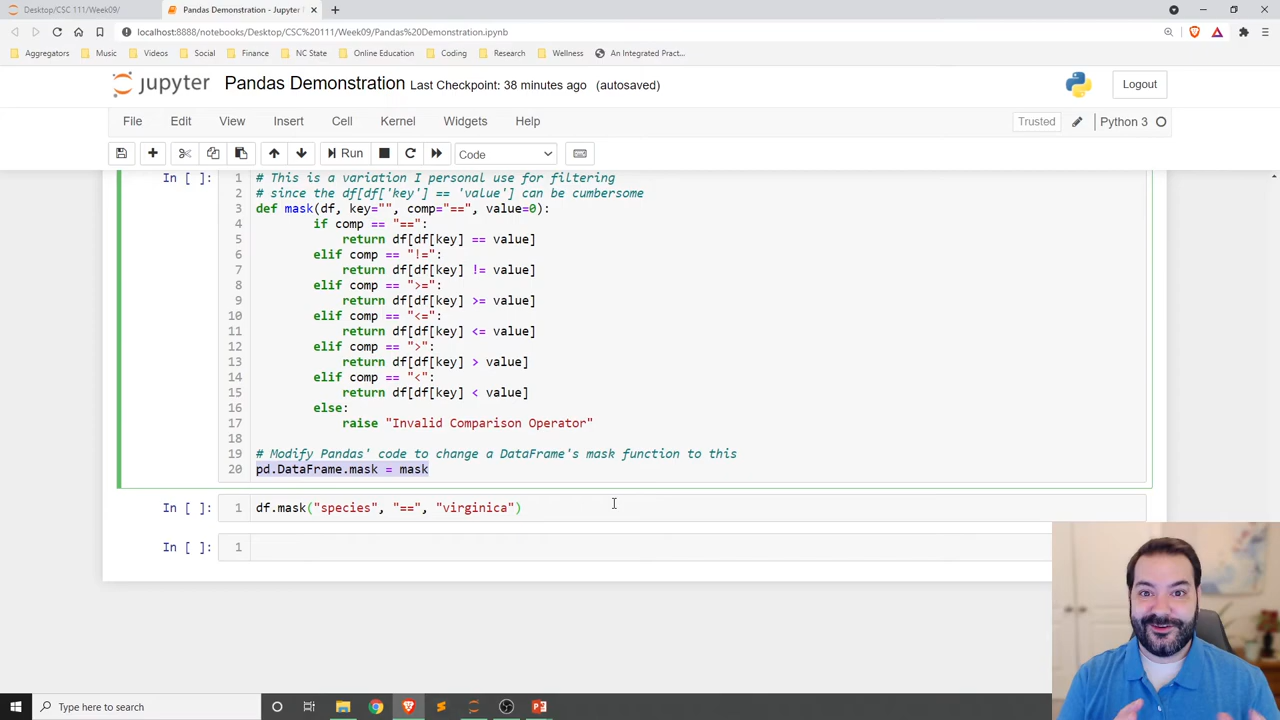 Desktop/CSC 111/Week09/
Pandas Demonstration - Jupyter
localhost:8888/notebooks/Desktop/CSC%20111/Week09/Pandas%20Demonstration.ipynb
Aggregators Music Videos Social Finance NC State Online Education Coding Research Wellness An Integrated Pract...
jupyter Pandas Demonstration Last Checkpoint: 38 minutes ago (autosaved) Logout
File Edit View Insert Cell Kernel Widgets Help Trusted Python 3
Run Code
In [ ]: 1 # This is a variation I personal use for filtering
2 # since the df[df['key'] == 'value'] can be cumbersome
3 def mask(df, key="", comp="==", value=0):
4 if comp == "==":
5 return df[df[key] == value]
6 elif comp == "!=":
7 return df[df[key] != value]
8 elif comp == ">=":
9 return df[df[key] >= value]
10 elif comp == "<=":
11 return df[df[key] <= value]
12 elif comp == ">":
13 return df[df[key] > value]
14 elif comp == "<":
15 return df[df[key] < value]
16 else:
17 raise "Invalid Comparison Operator"
18
19 # Modify Pandas' code to change a DataFrame's mask function to this
20 pd.DataFrame.mask = mask
In [ ]: 1 df.mask("species", "==", "virginica")
In [ ]: 1
Type here to search